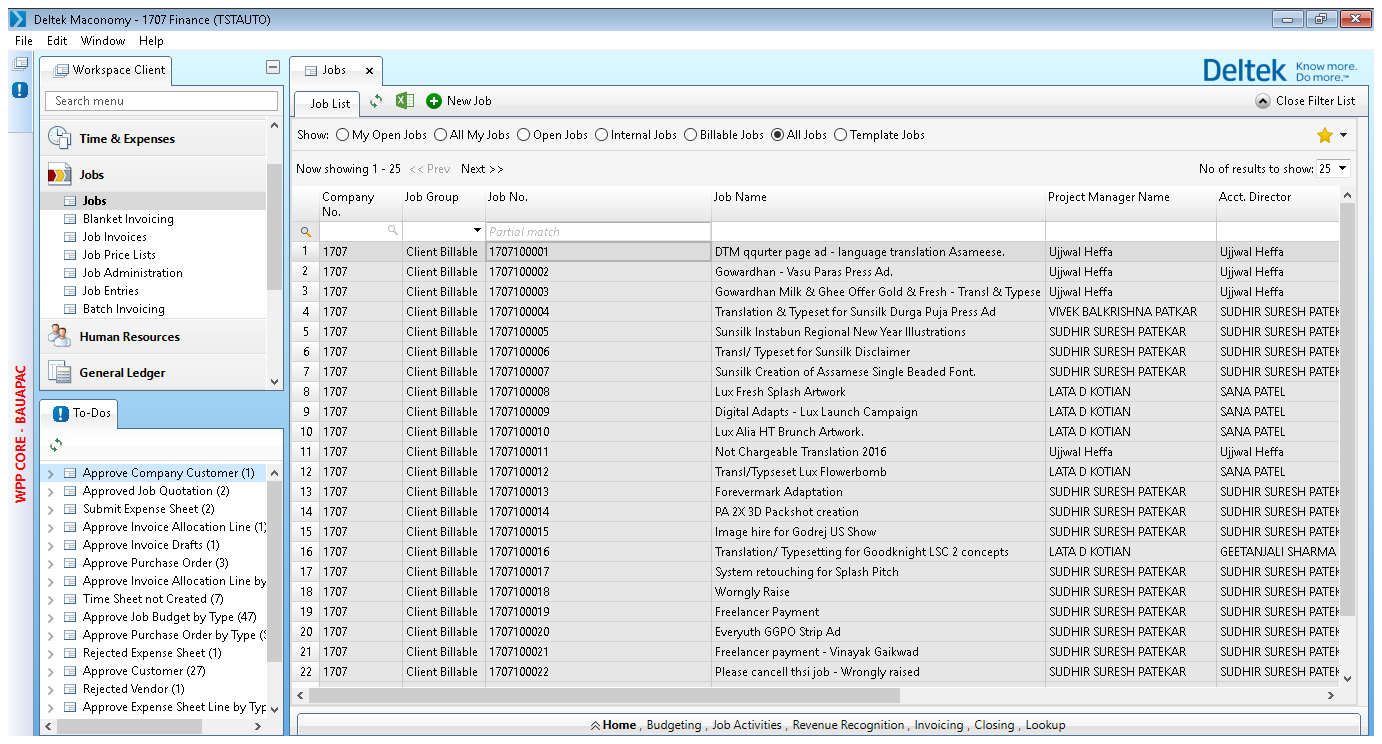 Deltek Maconomy - 1707 Finance (TSTAUTO)
File Edit Window Help
Workspace Client
Search menu
Time & Expenses
Jobs
Jobs
Blanket Invoicing
Job Invoices
Job Price Lists
Job Administration
Job Entries
Batch Invoicing
Human Resources
General Ledger
WPP CORE - BAUAPAC
To-Dos
Approve Company Customer (1)
Approved Job Quotation (2)
Submit Expense Sheet (2)
Approve Invoice Allocation Line (1)
Approve Invoice Drafts (1)
Approve Purchase Order (3)
Approve Invoice Allocation Line by
Time Sheet not Created (7)
Approve Job Budget by Type (47)
Approve Purchase Order by Type (
Rejected Expense Sheet (1)
Approve Customer (27)
Rejected Vendor (1)
Approve Expense Sheet Line by Typ
Jobs
Deltek Know more.
Do more.™
Job List New Job Close Filter List
Show: My Open Jobs All My Jobs Open Jobs Internal Jobs Billable Jobs All Jobs Template Jobs
Now showing 1 - 25 << Prev Next >> No of results to show: 25
Company No. Job Group Job No. Job Name Project Manager Name Acct. Director
Partial match
1 1707 Client Billable 1707100001 DTM qqurter page ad - language translation Asameese. Ujjwal Heffa Ujjwal Heffa
2 1707 Client Billable 1707100002 Gowardhan - Vasu Paras Press Ad. Ujjwal Heffa Ujjwal Heffa
3 1707 Client Billable 1707100003 Gowardhan Milk & Ghee Offer Gold & Fresh - Transl & Typese Ujjwal Heffa Ujjwal Heffa
4 1707 Client Billable 1707100004 Translation & Typeset for Sunsilk Durga Puja Press Ad VIVEK BALKRISHNA PATKAR SUDHIR SURESH PATEK
5 1707 Client Billable 1707100005 Sunsilk Instabun Regional New Year Illustrations SUDHIR SURESH PATEKAR SUDHIR SURESH PATEK
6 1707 Client Billable 1707100006 Transl/ Typeset for Sunsilk Disclaimer SUDHIR SURESH PATEKAR SUDHIR SURESH PATEK
7 1707 Client Billable 1707100007 Sunsilk Creation of Assamese Single Beaded Font. SUDHIR SURESH PATEKAR SUDHIR SURESH PATEK
8 1707 Client Billable 1707100008 Lux Fresh Splash Artwork LATA D KOTIAN SANA PATEL
9 1707 Client Billable 1707100009 Digital Adapts - Lux Launch Campaign LATA D KOTIAN SANA PATEL
10 1707 Client Billable 1707100010 Lux Alia HT Brunch Artwork. LATA D KOTIAN SANA PATEL
11 1707 Client Billable 1707100011 Not Chargeable Translation 2016 Ujjwal Heffa Ujjwal Heffa
12 1707 Client Billable 1707100012 Transl/Typseset Lux Flowerbomb LATA D KOTIAN SANA PATEL
13 1707 Client Billable 1707100013 Forevermark Adaptation SUDHIR SURESH PATEKAR SUDHIR SURESH PATEK
14 1707 Client Billable 1707100014 PA 2X 3D Packshot creation SUDHIR SURESH PATEKAR SUDHIR SURESH PATEK
15 1707 Client Billable 1707100015 Image hire for Godrej US Show SUDHIR SURESH PATEKAR SUDHIR SURESH PATEK
16 1707 Client Billable 1707100016 Translation/ Typesetting for Goodknight LSC 2 concepts LATA D KOTIAN GEETANJALI SHARMA
17 1707 Client Billable 1707100017 System retouching for Splash Pitch SUDHIR SURESH PATEKAR SUDHIR SURESH PATEK
18 1707 Client Billable 1707100018 Worngly Raise SUDHIR SURESH PATEKAR SUDHIR SURESH PATEK
19 1707 Client Billable 1707100019 Freelancer Payment SUDHIR SURESH PATEKAR SUDHIR SURESH PATEK
20 1707 Client Billable 1707100020 Everyuth GGPO Strip Ad SUDHIR SURESH PATEKAR SUDHIR SURESH PATEK
21 1707 Client Billable 1707100021 Freelancer payment - Vinayak Gaikwad SUDHIR SURESH PATEKAR SUDHIR SURESH PATEK
22 1707 Client Billable 1707100022 Please cancell thsi job - Wrongly raised SUDHIR SURESH PATEKAR SUDHIR SURESH PATEK
Home , Budgeting , Job Activities , Revenue Recognition , Invoicing , Closing , Lookup